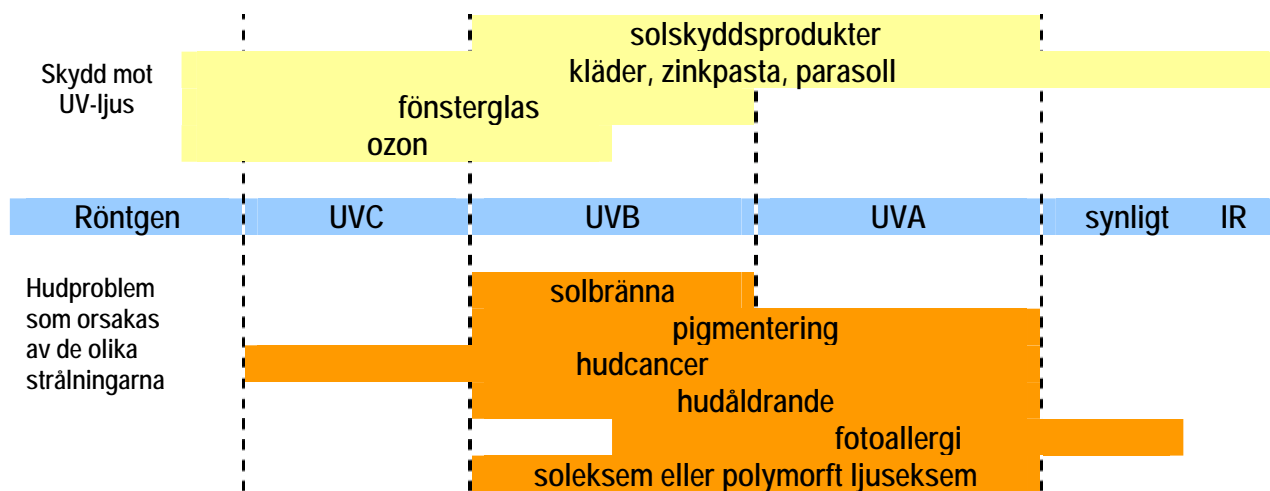 solskyddsprodukter
Skydd mot
UV-ljus
kläder, zinkpasta, parasoll
fönsterglas
ozon
Röntgen UVC UVB UVA synligt IR
Hudproblem
som orsakas
av de olika
strålningarna
solbränna
pigmentering
hudcancer
hudåldrande
fotoallergi
soleksem eller polymorft ljuseksem